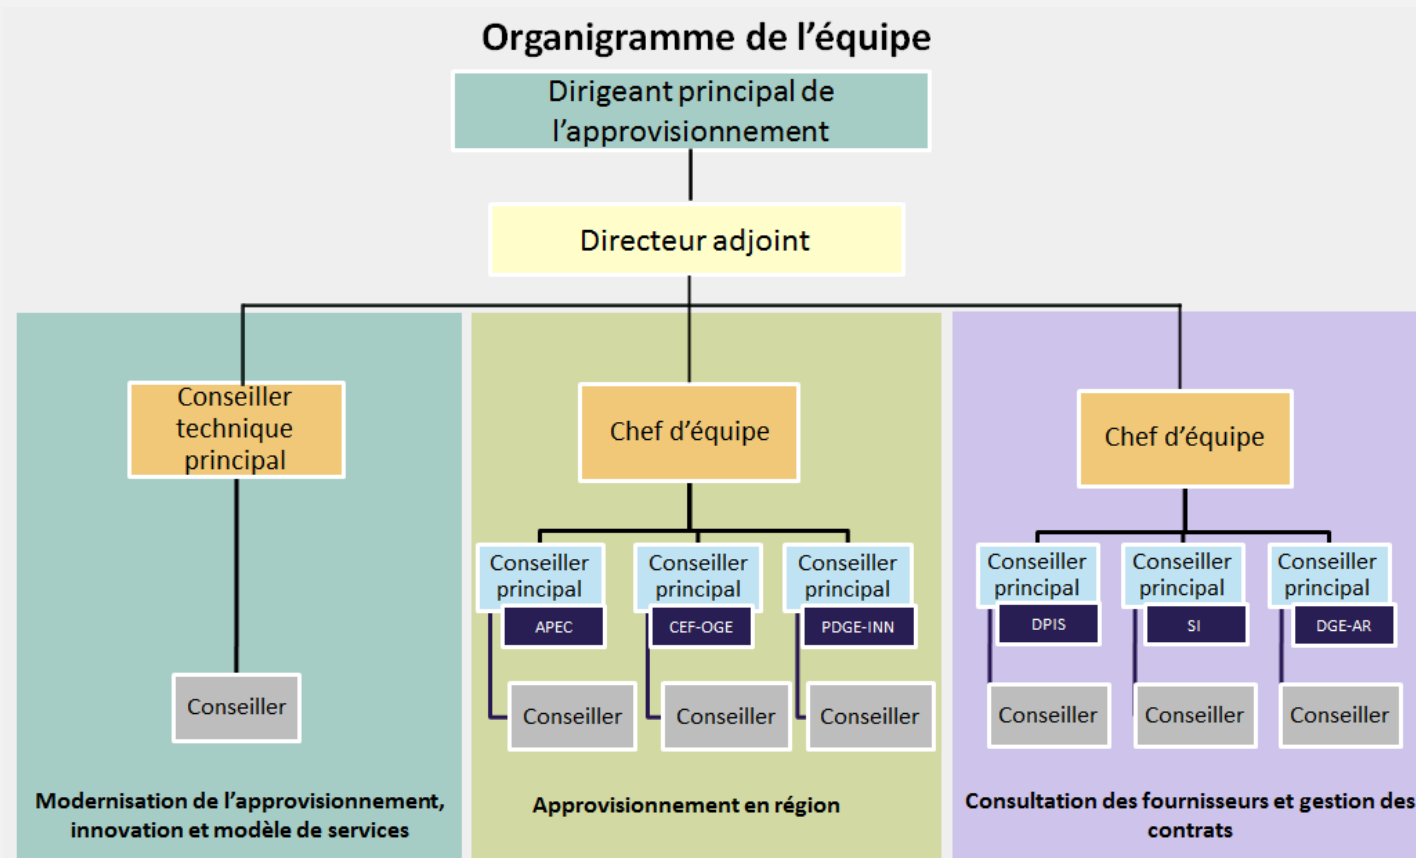 Organigramme de l’équipe
Dirigeant principal de
l’approvisionnement
Directeur adjoint
Conseiller
technique
principal
Conseiller
Modernisation de l’approvisionnement,
innovation et modèle de services
Chef d’équipe
Conseiller
principal
APEC
Conseiller
Conseiller
principal
CEF-OGE
Conseiller
Conseiller
principal
PDGE-INN
Conseiller
Approvisionnement en région
Chef d’équipe
Conseiller
principal
DPIS
Conseiller
Conseiller
principal
SI
Conseiller
Conseiller
principal
DGE-AR
Conseiller
Consultation des fournisseurs et gestion des
contrats